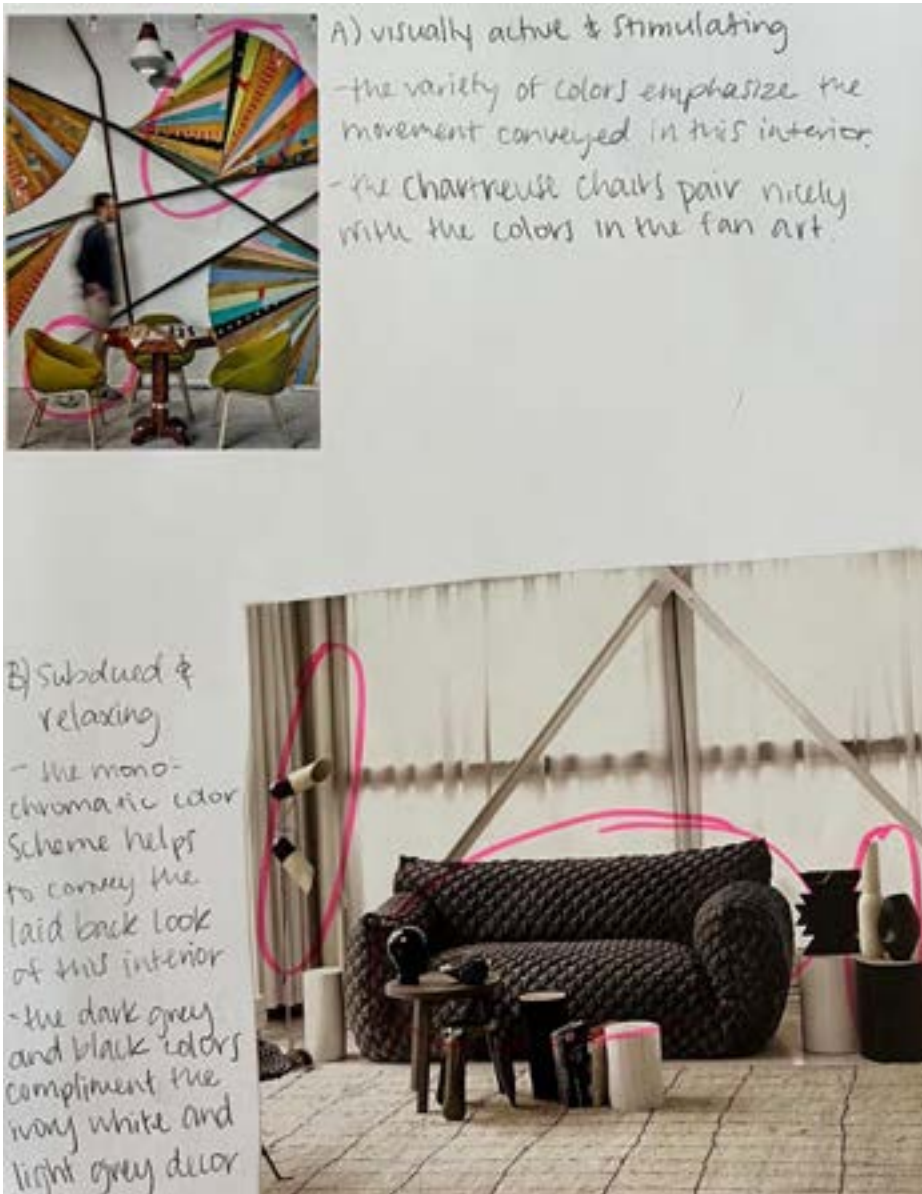 A) visually active & stimulating
-the variety of colors emphasize the
movement conveyed in this interior.
-the chartreuse chairs pair nicely
with the colors in the fan art.
B) Subdued &
relaxing
- the mono-
chromatic color
scheme helps
to convey the
laid back look
of this interior
-the dark grey
and black colors
compliment the
ivory white and
light grey decor